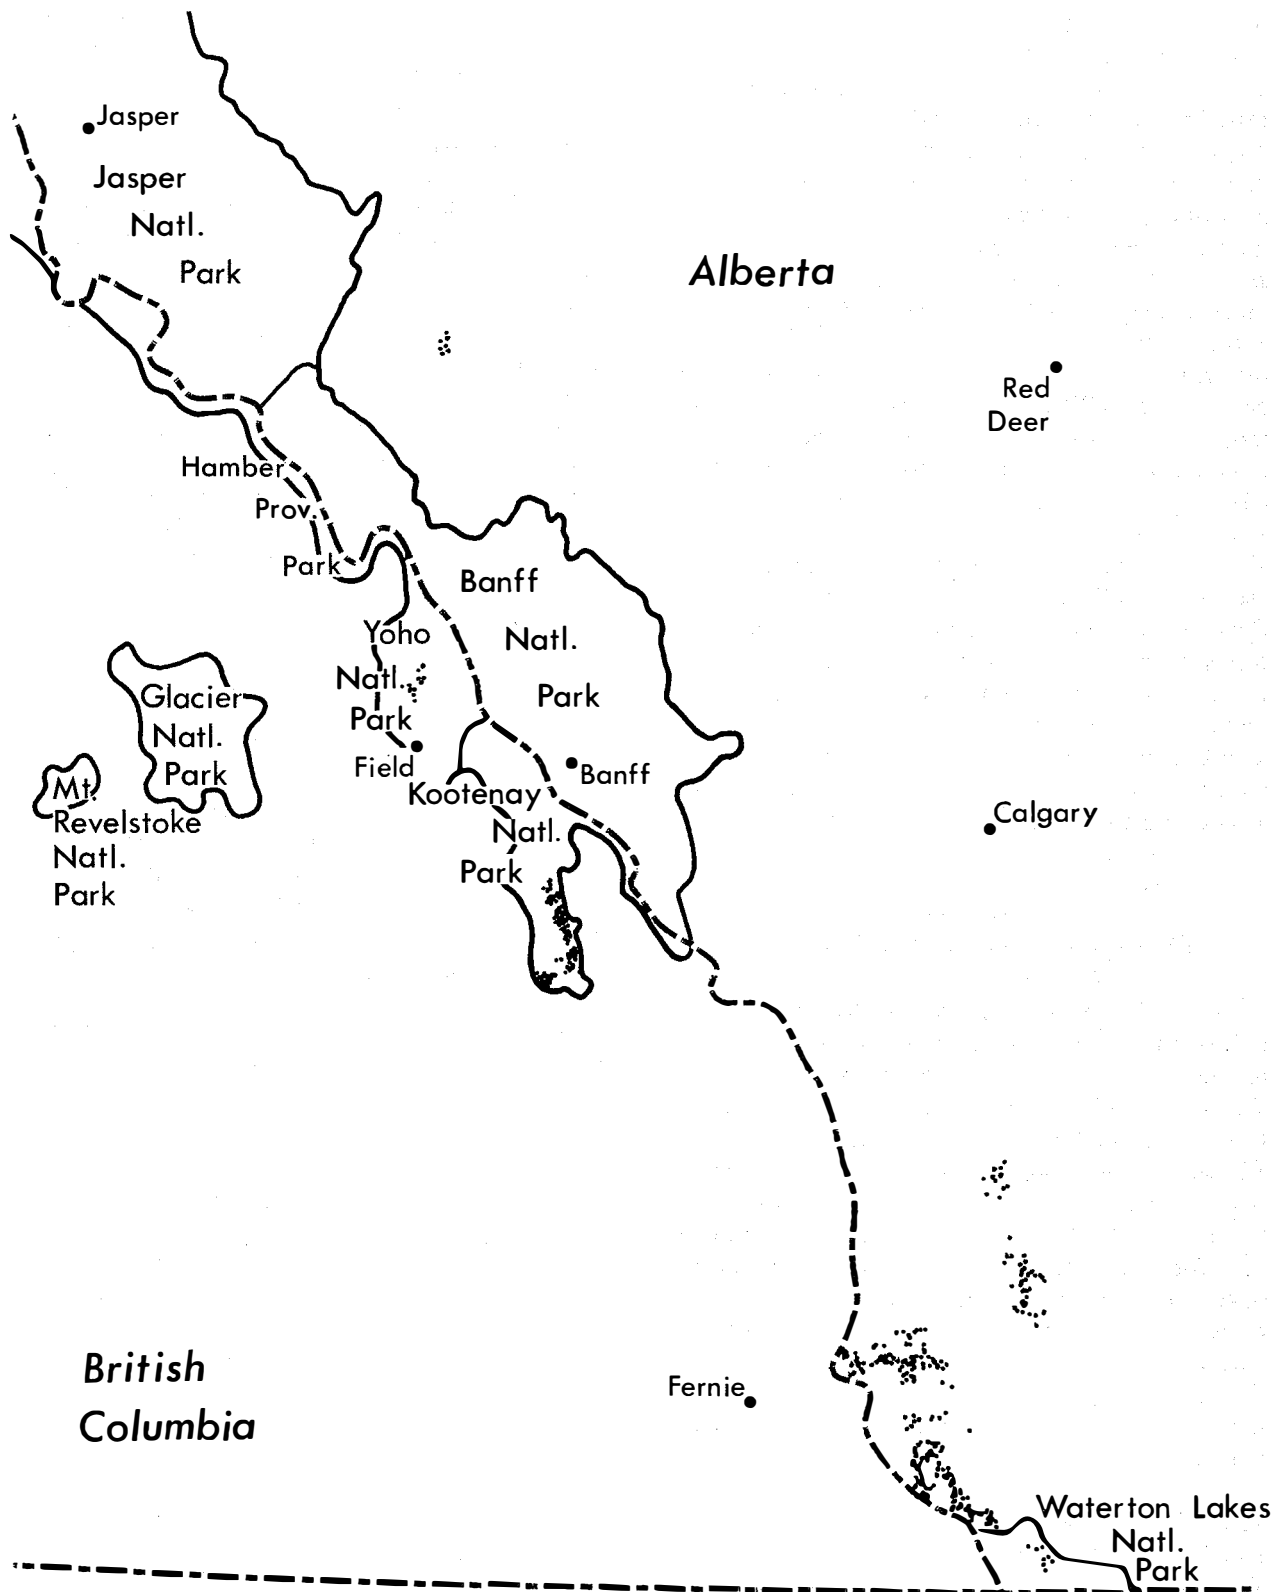 Jasper
Jasper
Natl.
Park
Alberta
Red
Deer
Hamber
Prov.
Park
Banff
Natl.
Park
Yoho
Natl.
Park
Field
Glacier
Natl.
Park
Mt.
Revelstoke
Natl.
Park
Banff
Kootenay
Natl.
Park
Calgary
British
Columbia
Fernie
Waterton Lakes
Natl.
Park